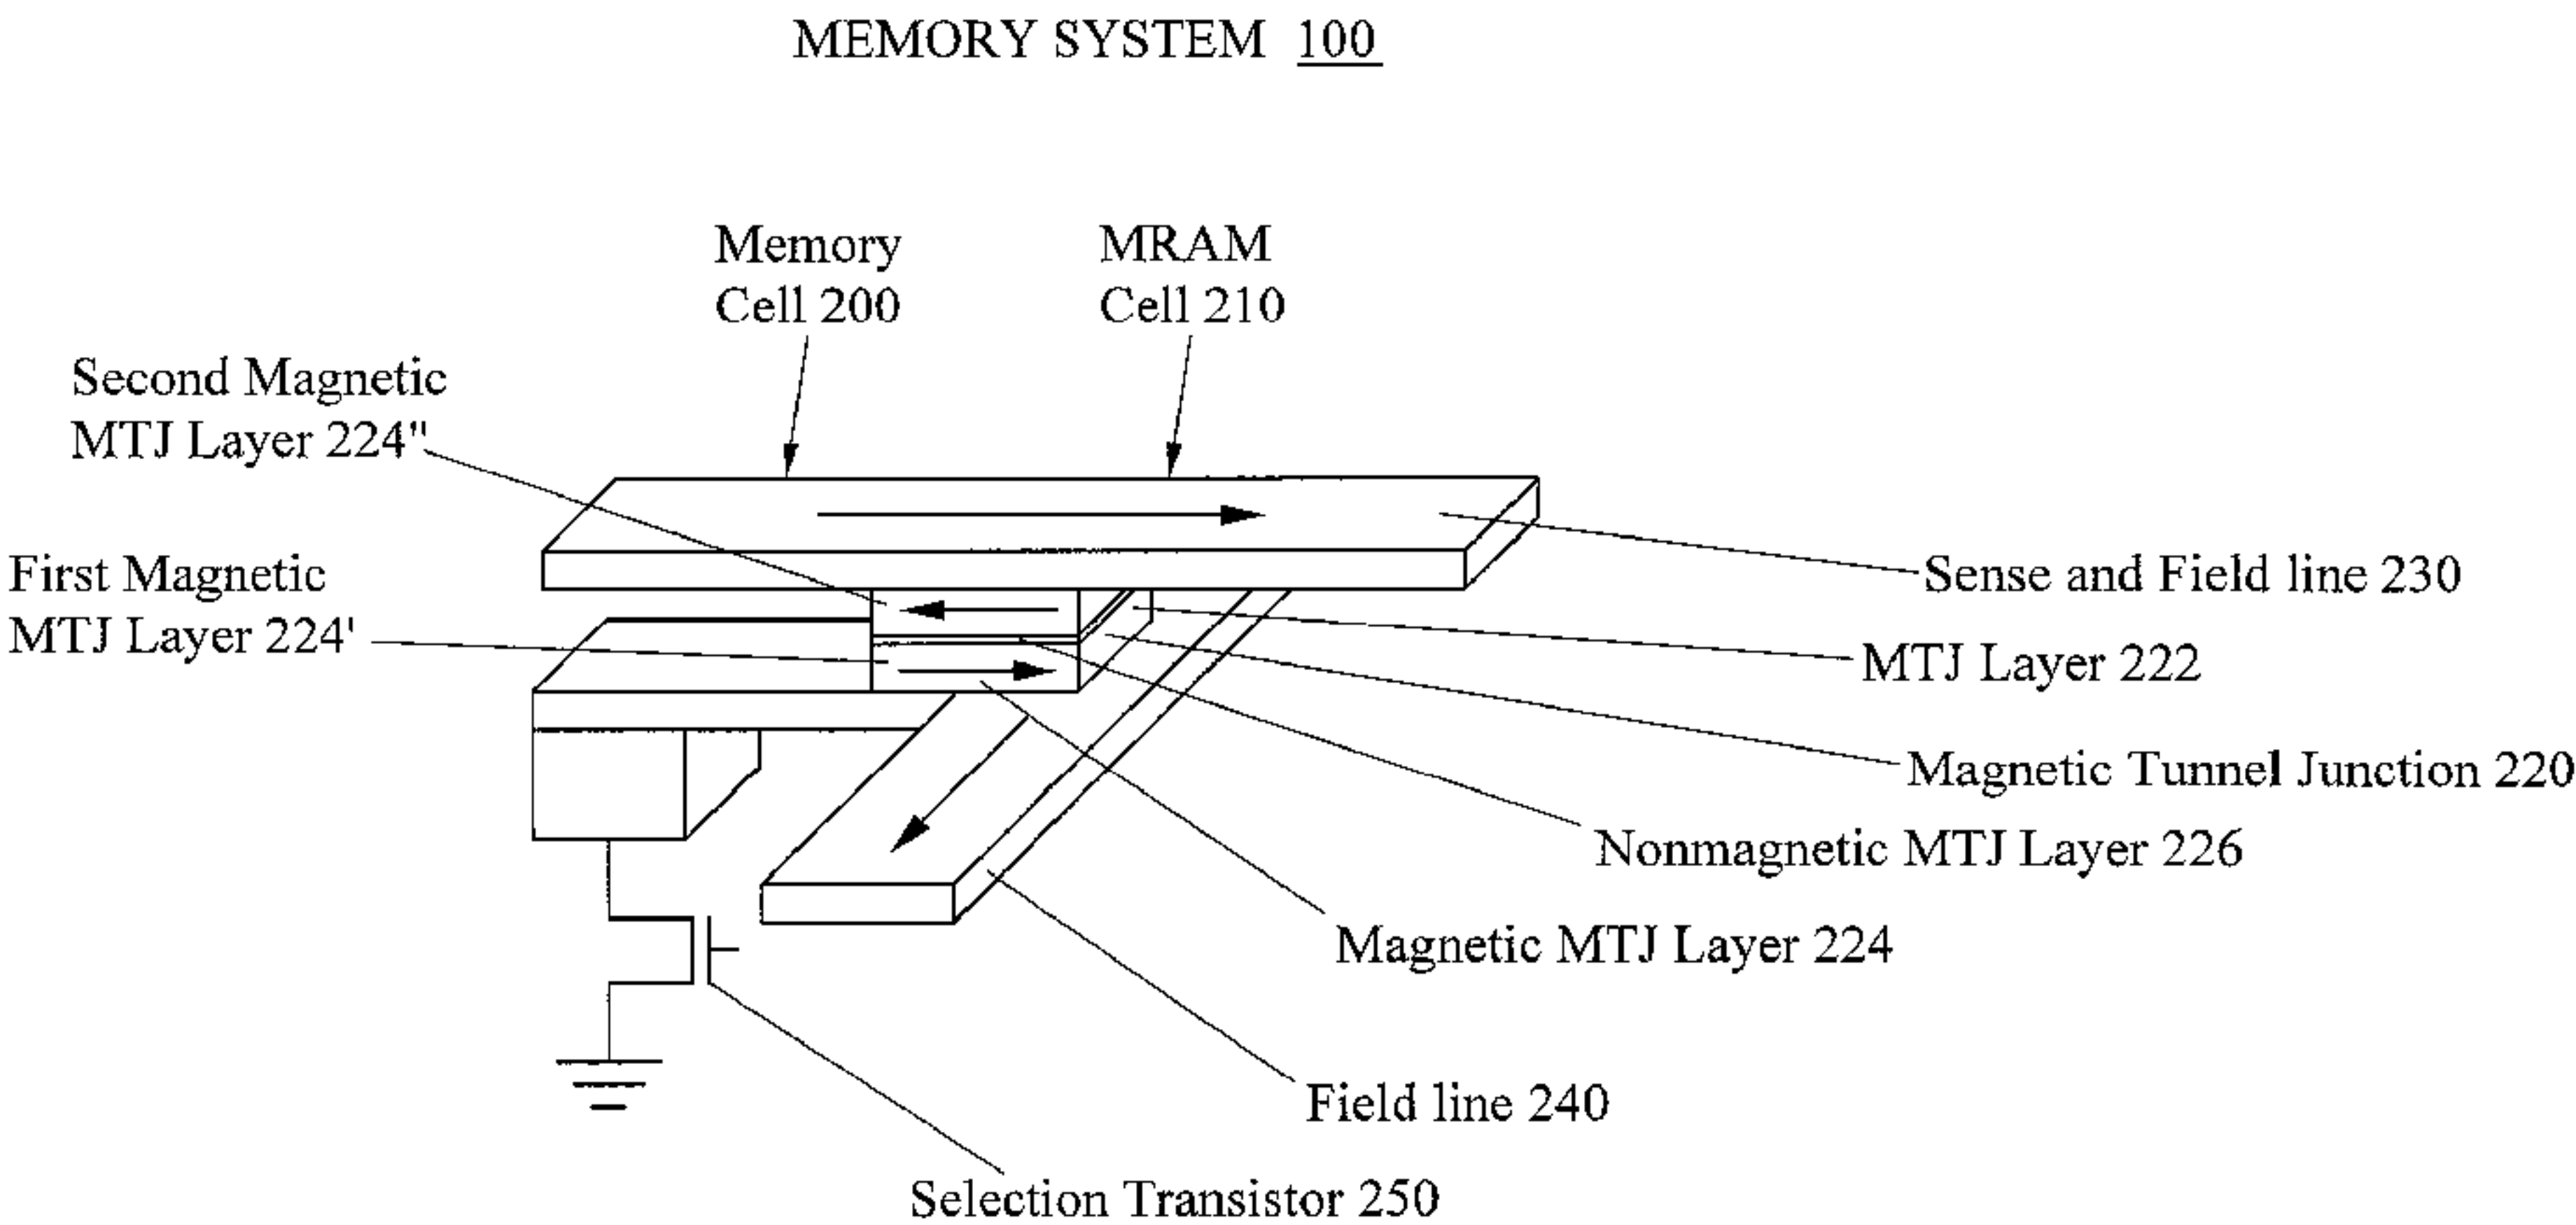 MEMORY SYSTEM 100
Memory
Cell 200
MRAM
Cell 210
Second Magnetic
MTJ Layer 224"
First Magnetic
MTJ Layer 224'
Sense and Field line 230
MTJ Layer 222
Magnetic Tunnel Junction 220
Nonmagnetic MTJ Layer 226
Magnetic MTJ Layer 224
Field line 240
Selection Transistor 250